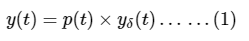 y(t) = p(t) × y_δ(t) … … (1)